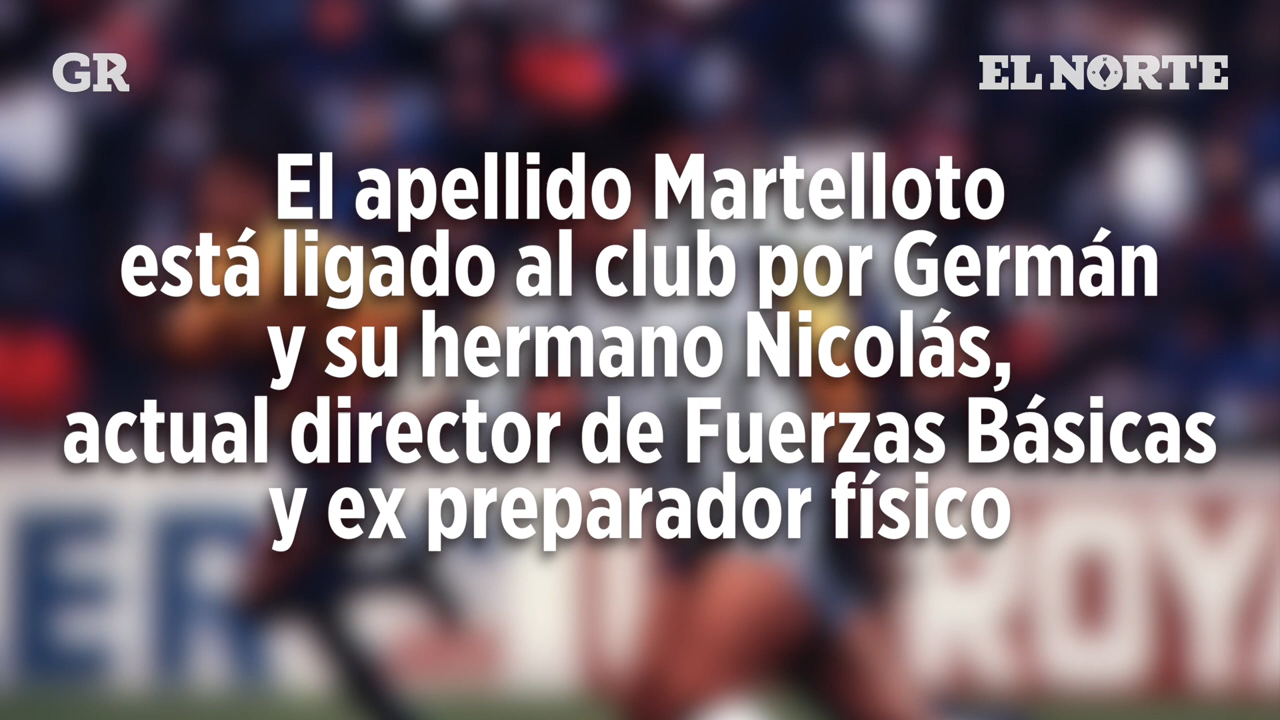 GR
EL NORTE
El apellido Martelloto
está ligado al club por Germán
y su hermano Nicolás,
actual director de Fuerzas Básicas
y ex preparador físico